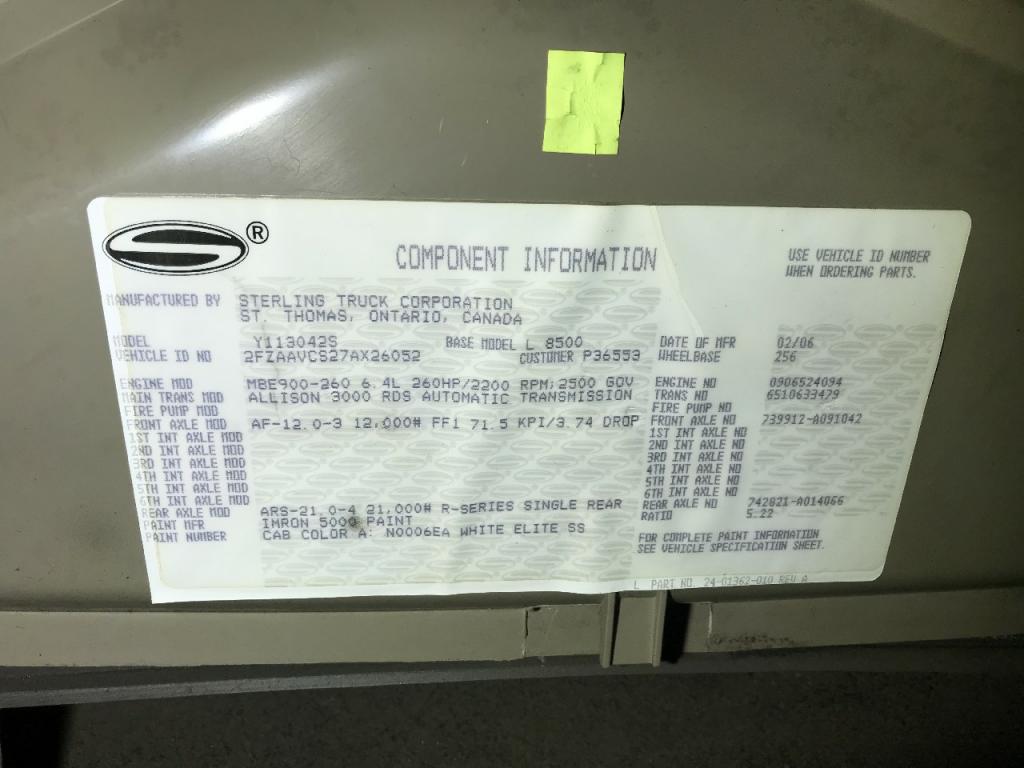 ®
COMPONENT INFORMATION
USE VEHICLE ID NUMBER
WHEN ORDERING PARTS.
MANUFACTURED BY STERLING TRUCK CORPORATION
ST. THOMAS, ONTARIO, CANADA
MODEL Y113042S BASE MODEL L 8500 DATE OF MFR 02/06
VEHICLE ID NO 2FZAAVCS27AX26052 CUSTOMER P36553 WHEELBASE 256
ENGINE MOD MBE900-260 6.4L 260HP/2200 RPM; 2500 GOV ENGINE NO 0906524094
MAIN TRANS MOD ALLISON 3000 RDS AUTOMATIC TRANSMISSION TRANS NO 6510633479
FIRE PUMP MOD FIRE PUMP NO
FRONT AXLE MOD AF-12.0-3 12,000# FF1 71.5 KPI/3.74 DROP FRONT AXLE NO 739912-A091042
1ST INT AXLE MOD 1ST INT AXLE NO
2ND INT AXLE MOD 2ND INT AXLE NO
3RD INT AXLE MOD 3RD INT AXLE NO
4TH INT AXLE MOD 4TH INT AXLE NO
5TH INT AXLE MOD 5TH INT AXLE NO
6TH INT AXLE MOD 6TH INT AXLE NO
REAR AXLE MOD ARS-21.0-4 21,000# R-SERIES SINGLE REAR REAR AXLE NO 742821-A014066
PAINT MFR IMRON 5000 PAINT RATIO 5.22
PAINT NUMBER CAB COLOR A: N0006EA WHITE ELITE SS
FOR COMPLETE PAINT INFORMATION
SEE VEHICLE SPECIFICATION SHEET.
L PART NO. 24-01362-010 REV A